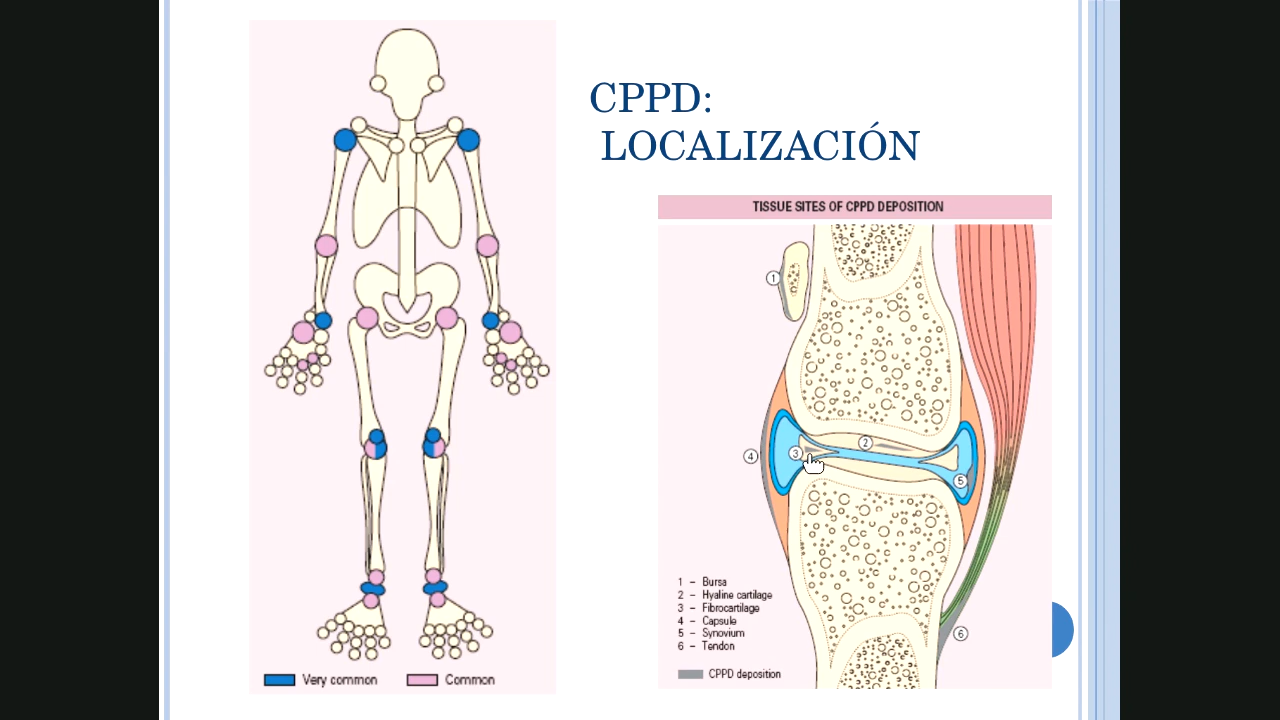 CPPD:
LOCALIZACIÓN
TISSUE SITES OF CPPD DEPOSITION
1
2
3
4
5
6
1 – Bursa
2 – Hyaline cartilage
3 – Fibrocartilage
4 – Capsule
5 – Synovium
6 – Tendon
CPPD deposition
Very common
Common